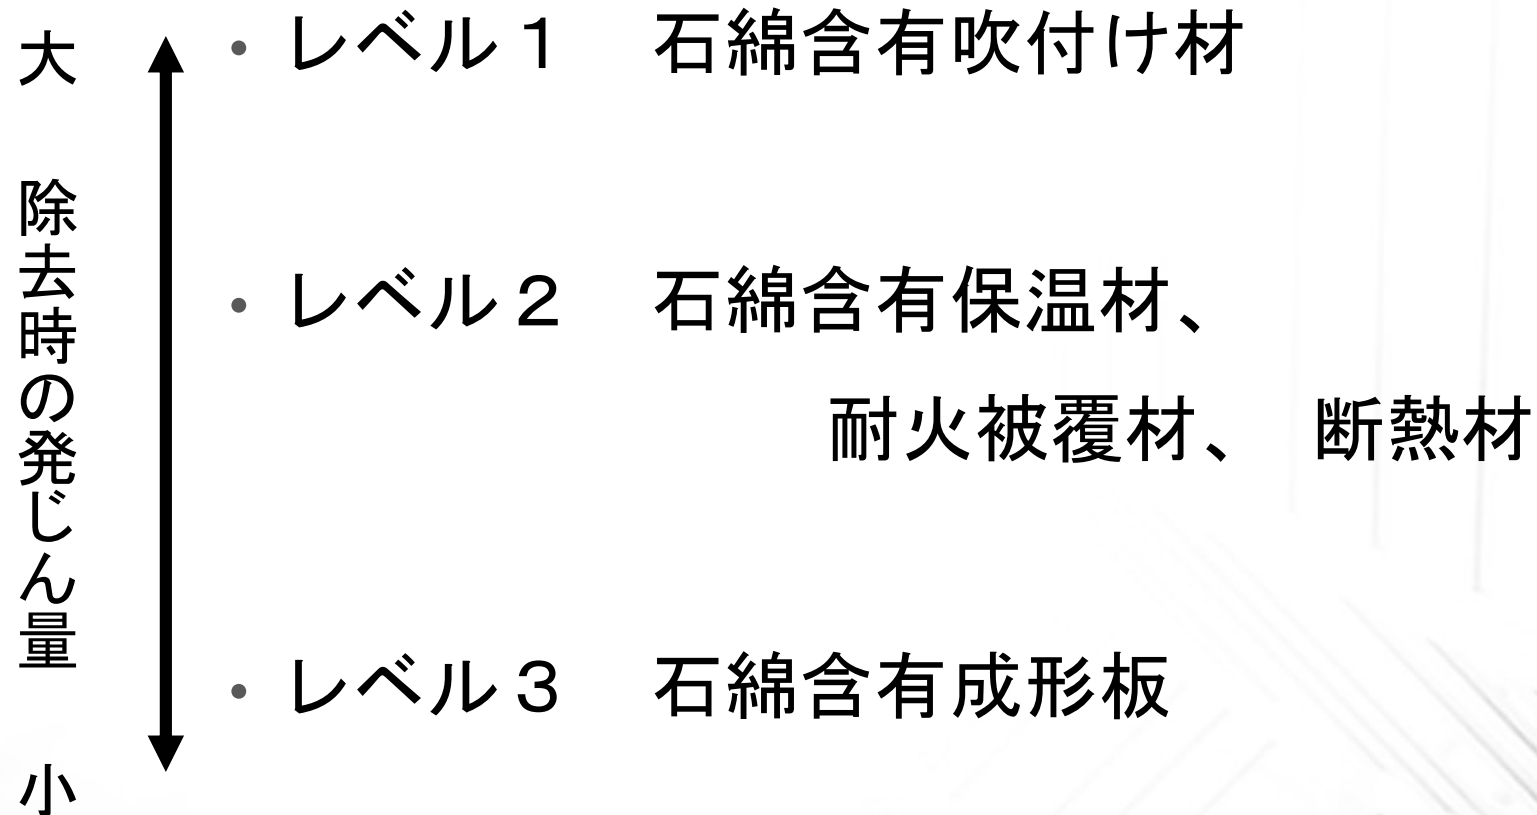 大 除去時の発じん量 小
・レベル１　石綿含有吹付け材
・レベル２　石綿含有保温材、
耐火被覆材、 断熱材
・レベル３　石綿含有成形板